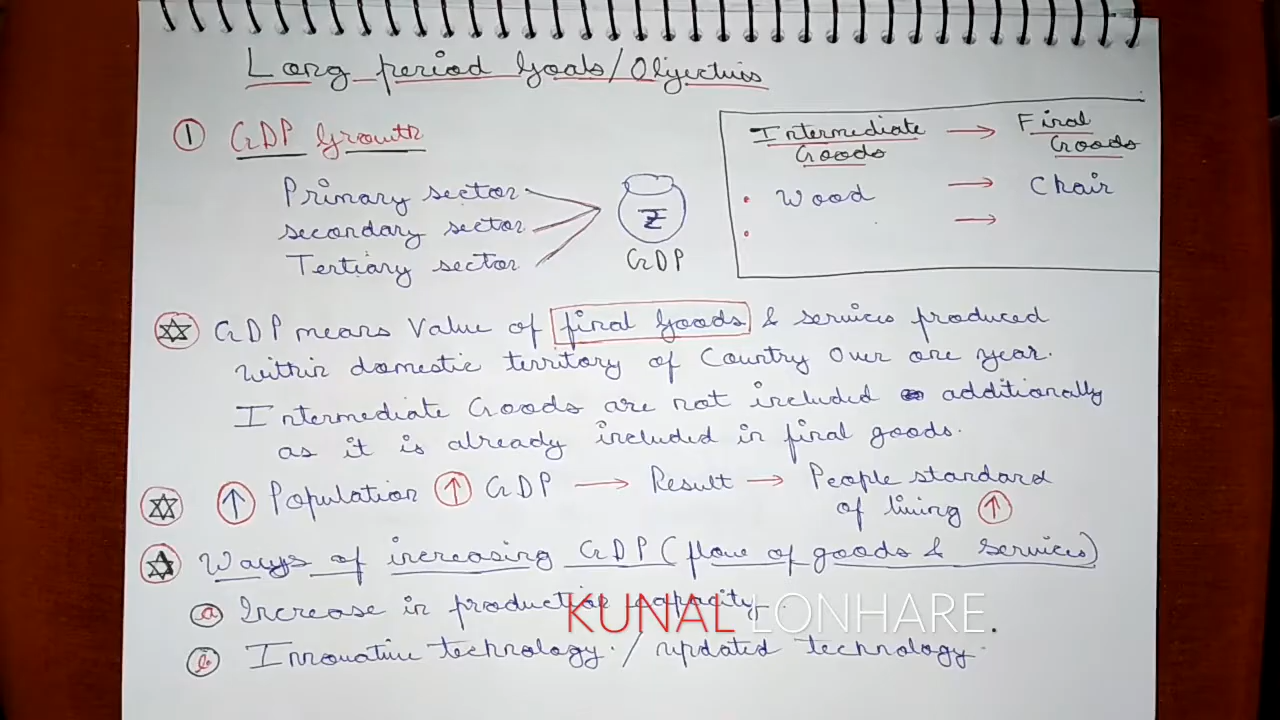 Long period Goals/Objectives
① GDP Growth
Primary sector
secondary sector
Tertiary sector
GDP
Intermediate Goods → Final Goods
• Wood → Chair
• →
GDP means Value of final goods & services produced
within domestic territory of Country Over one year.
Intermediate Goods are not included additionally
as it is already included in final goods.
↑ Population ↑ GDP → Result → People standard
of living ↑
Ways of increasing GDP (flow of goods & services)
ⓐ Increase in productive capacity.
ⓑ Innovative technology. / updated technology.
KUNAL LONHARE